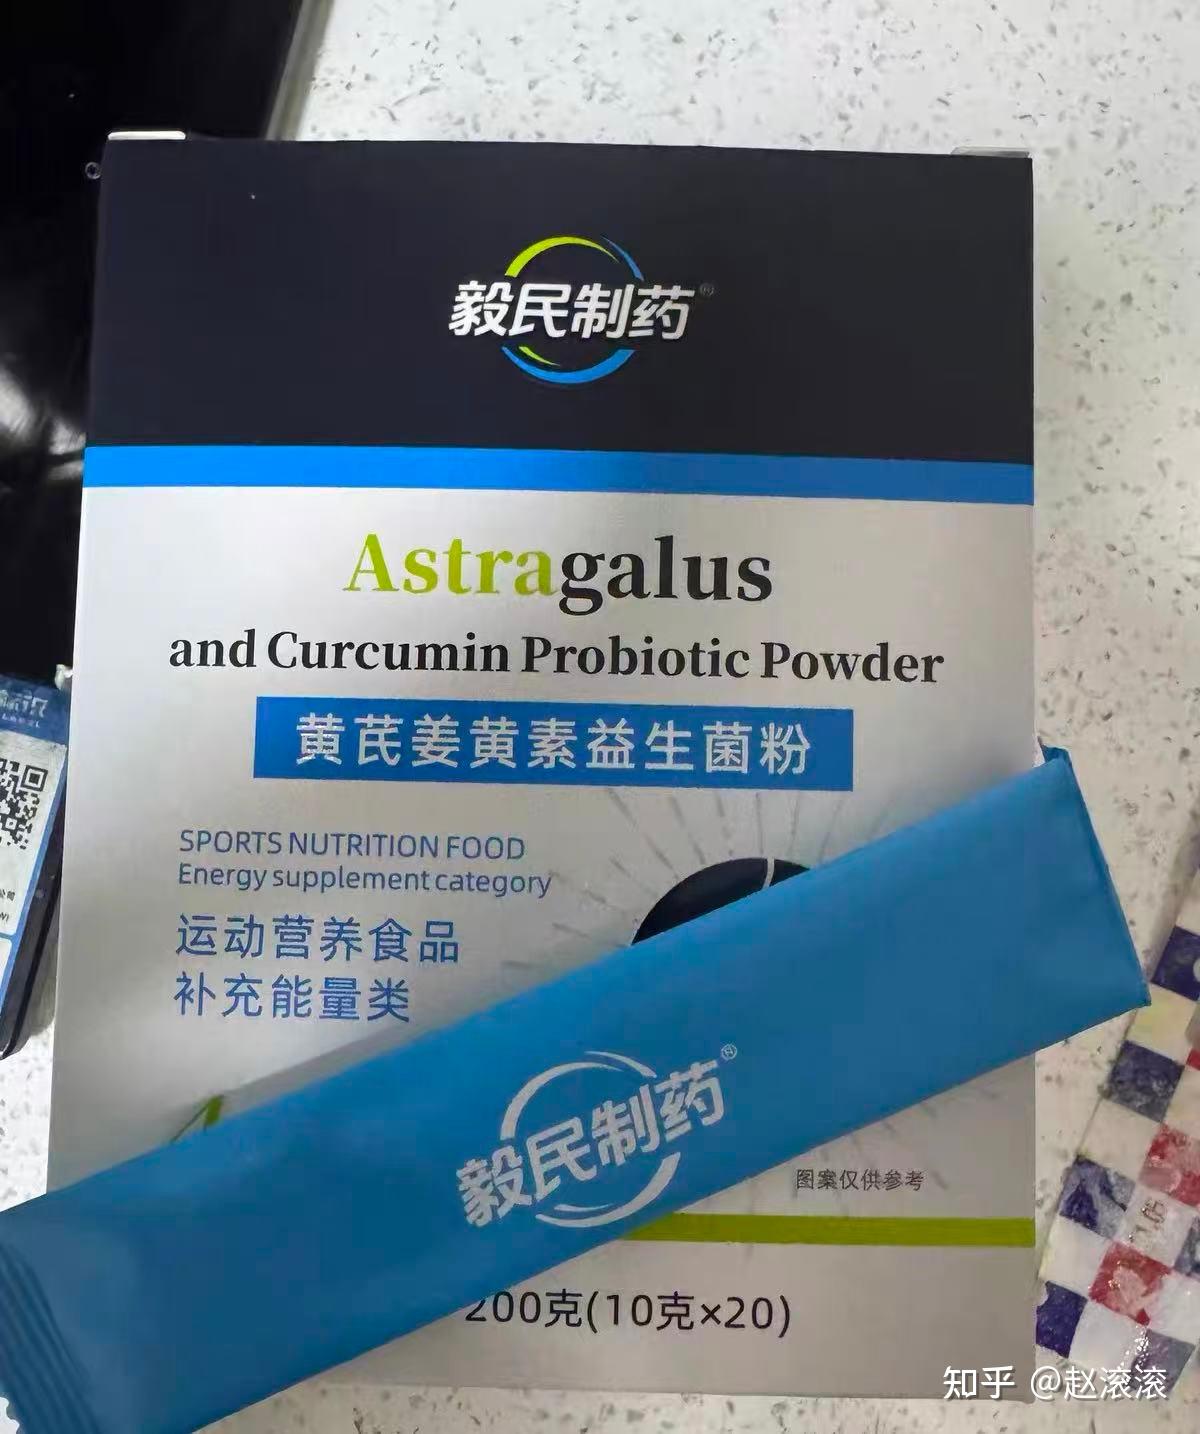 毅民制药®
Astragalus
and Curcumin Probiotic Powder
黄芪姜黄素益生菌粉
SPORTS NUTRITION FOOD
Energy supplement category
运动营养食品
补充能量类
毅民制药®
图案仅供参考
200克(10克×20)
知乎 @赵滚滚